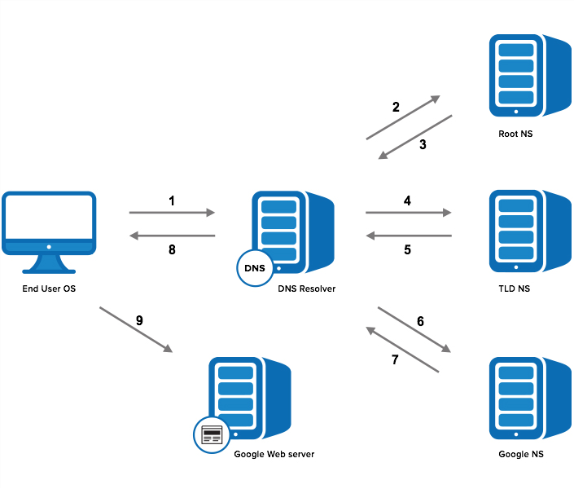 2
Root NS
3
1
4
8
DNS
5
End User OS
DNS Resolver
TLD NS
9
6
7
Google Web server
Google NS